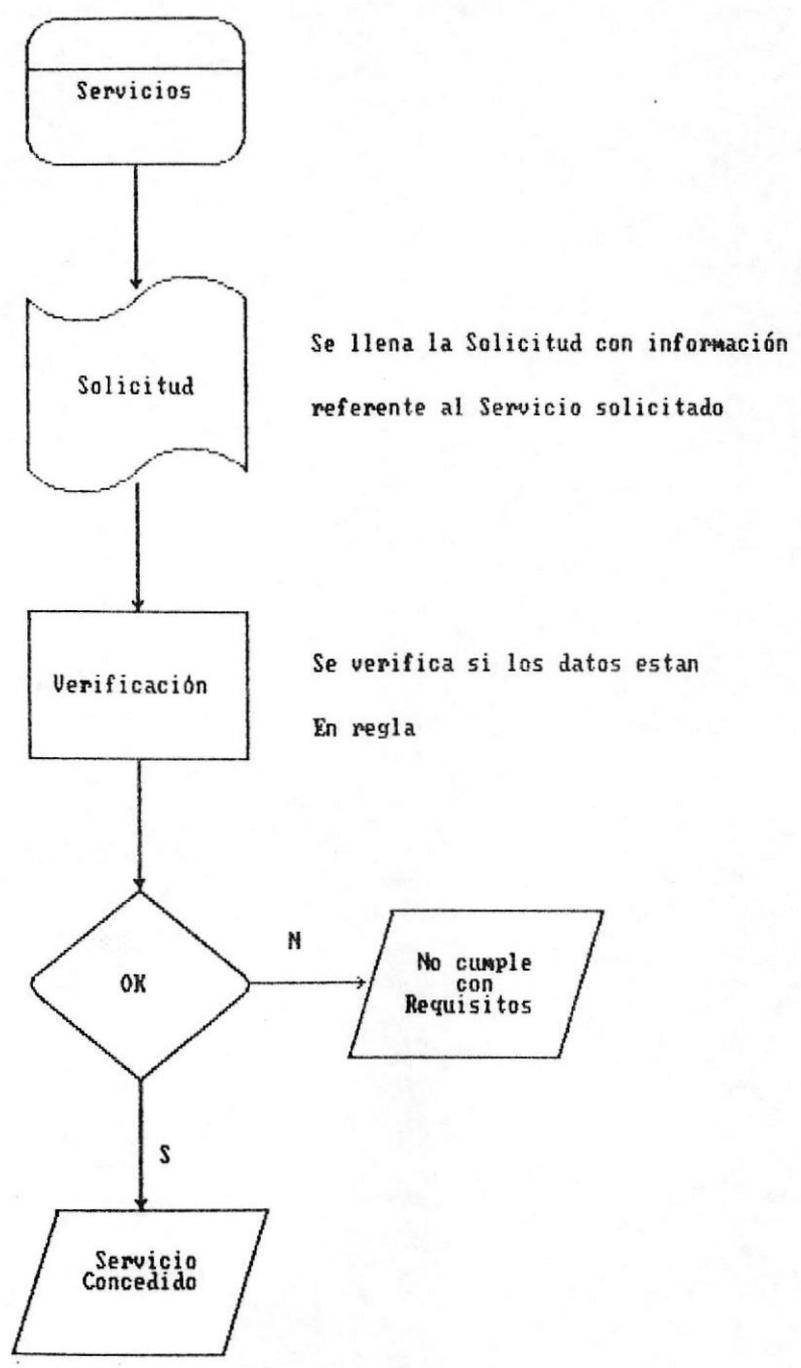 Servicios
Se llena la Solicitud con información
Solicitud
referente al Servicio solicitado
Verificación
Se verifica si los datos estan
En regla
OK
N
No cumple
con
Requisitos
S
Servicio
Concedido